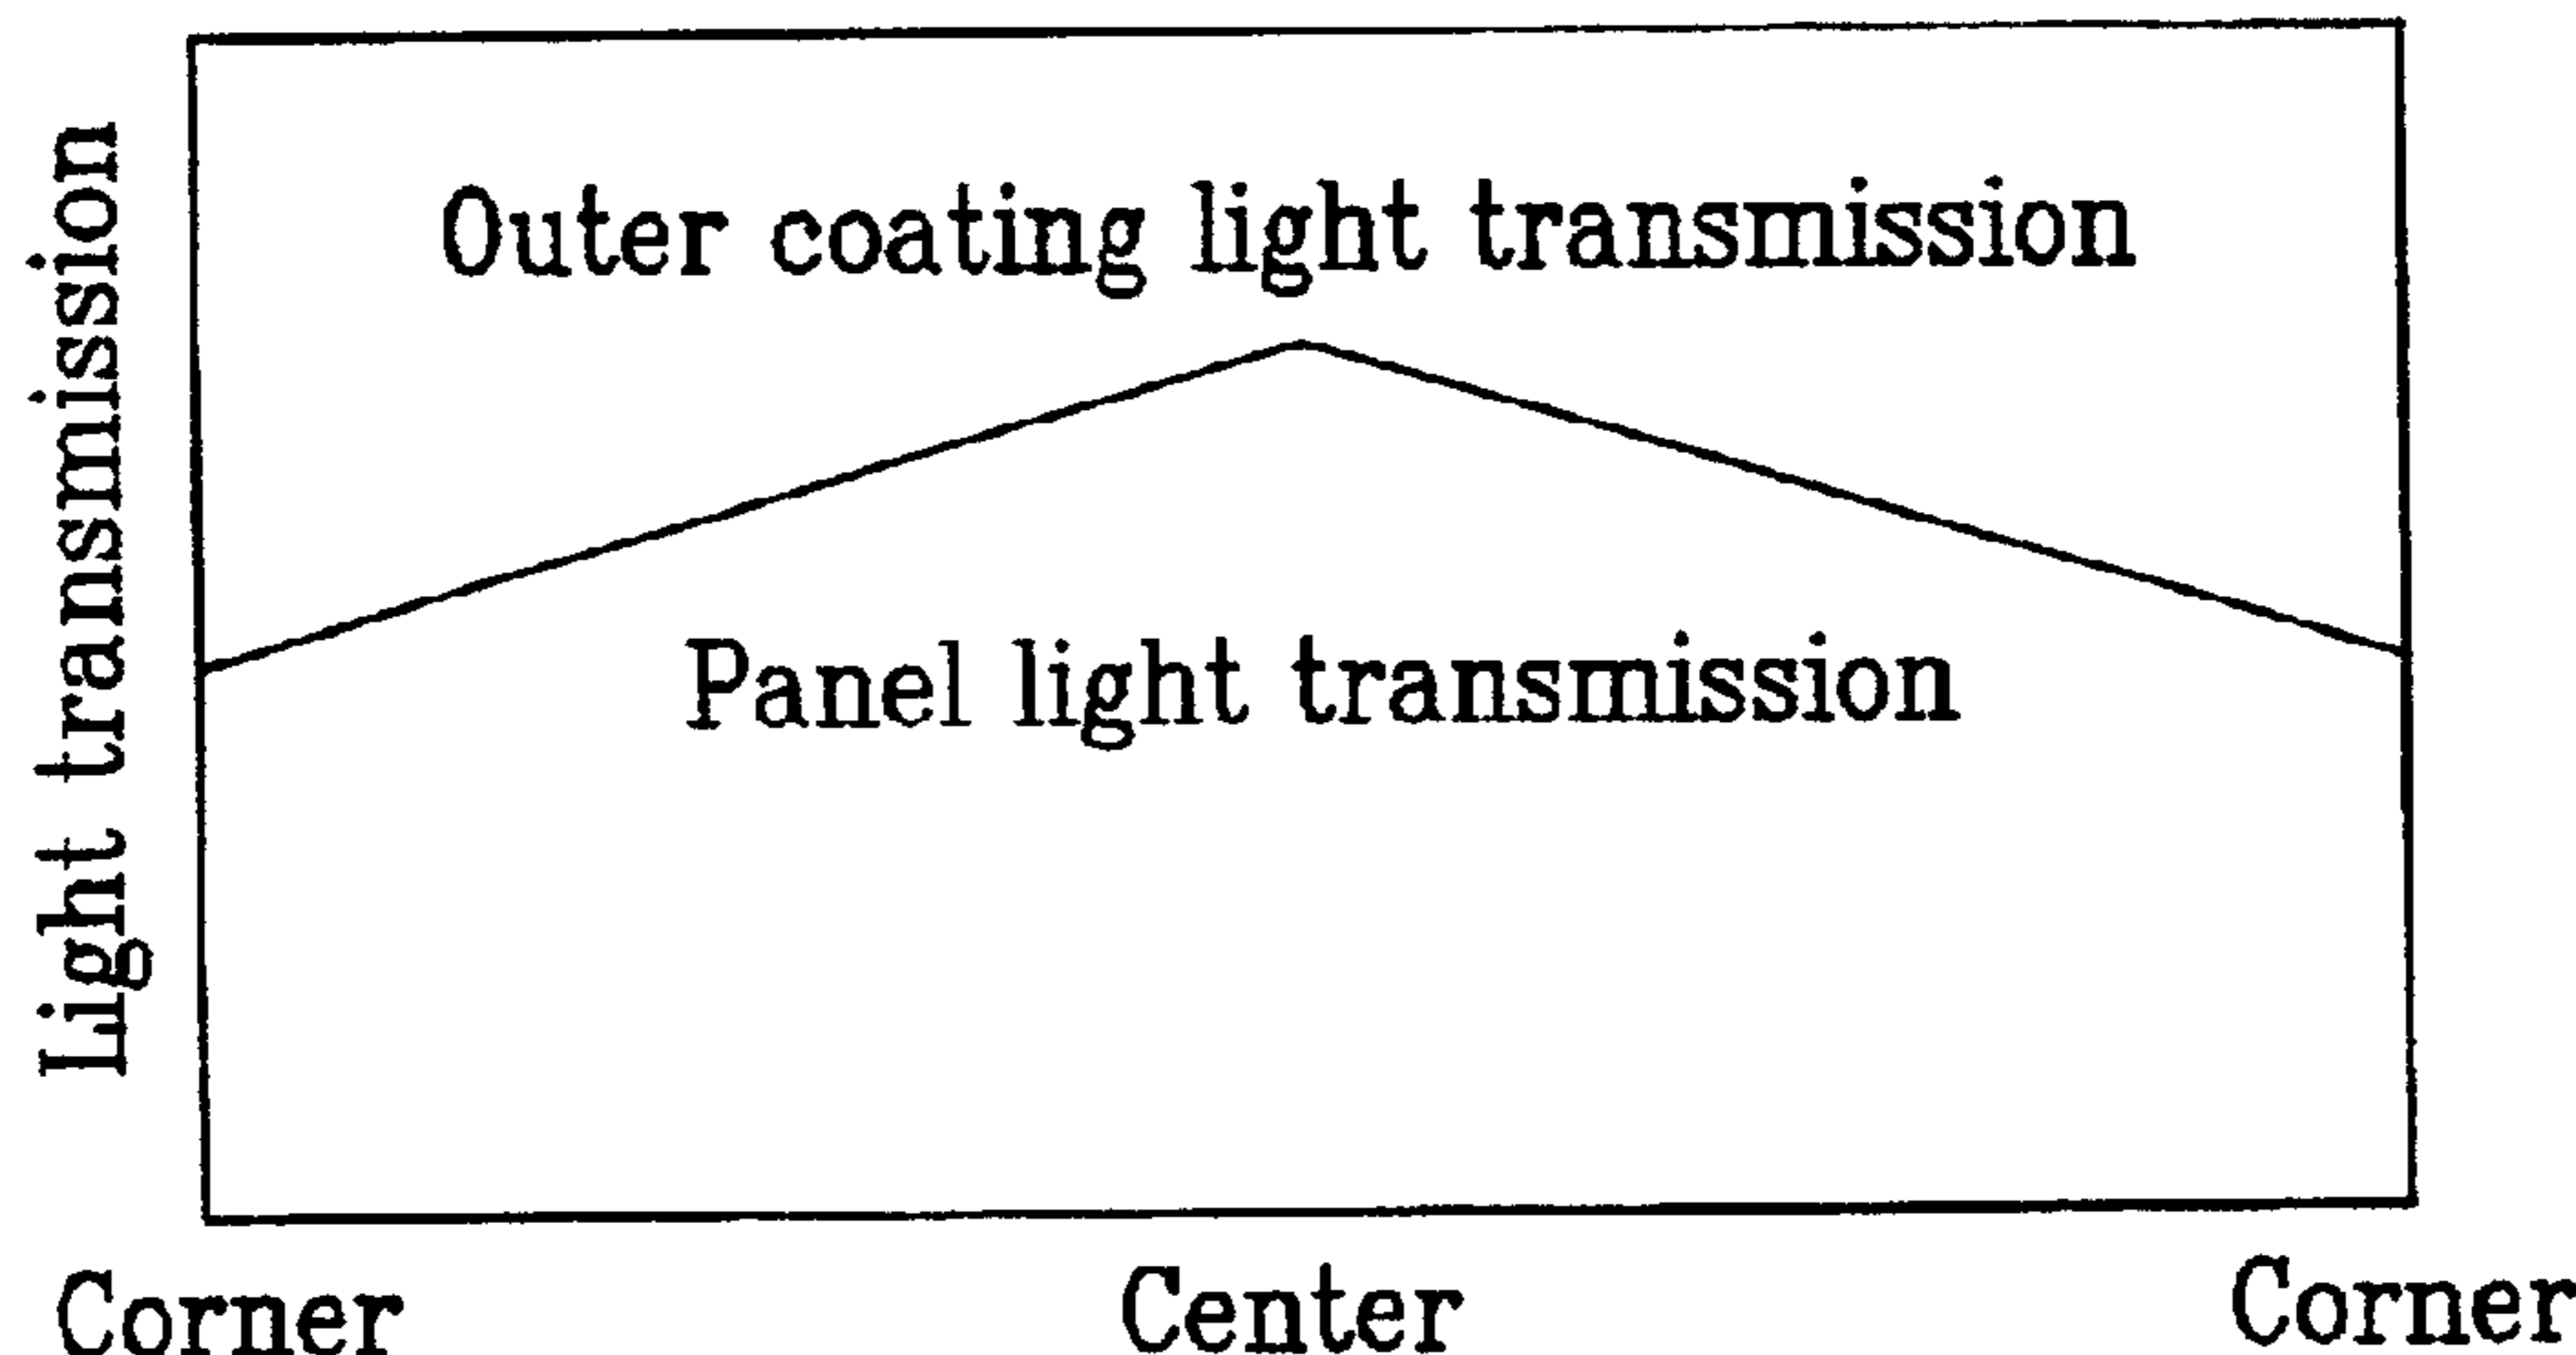 Light transmission
Outer coating light transmission
Panel light transmission
Corner
Center
Corner